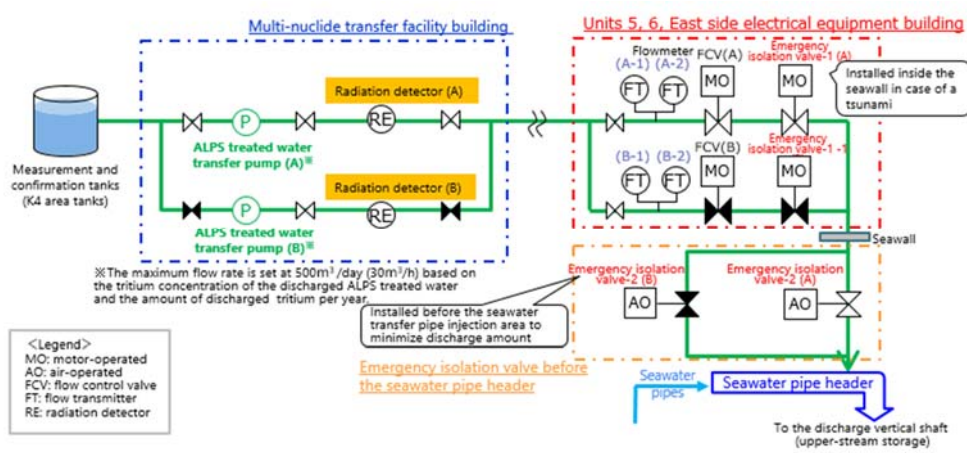 Multi-nuclide transfer facility building
Units 5, 6, East side electrical equipment building
Flowmeter
(A-1) (A-2)
FCV(A)
Emergency
isolation valve-1 (A)
FT
FT
MO
MO
Installed inside the
seawall in case of a
tsunami
Radiation detector (A)
P
RE
ALPS treated water
transfer pump (A)※
Measurement and
confirmation tanks
(K4 area tanks)
(B-1) (B-2)
FCV(B)
Emergency
isolation valve-1 -1
FT
FT
MO
MO
Radiation detector (B)
P
RE
ALPS treated water
transfer pump (B)※
Seawall
※The maximum flow rate is set at 500m³ /day (30m³/h) based on
the tritium concentration of the discharged ALPS treated water
and the amount of discharged tritium per year.
Emergency isolation
valve-2 (B)
Emergency isolation
valve-2 (A)
AO
AO
Installed before the seawater
transfer pipe injection area to
minimize discharge amount
Emergency isolation valve before
the seawater pipe header
<Legend>
MO: motor-operated
AO: air-operated
FCV: flow control valve
FT: flow transmitter
RE: radiation detector
Seawater
pipes
Seawater pipe header
To the discharge vertical shaft
(upper-stream storage)